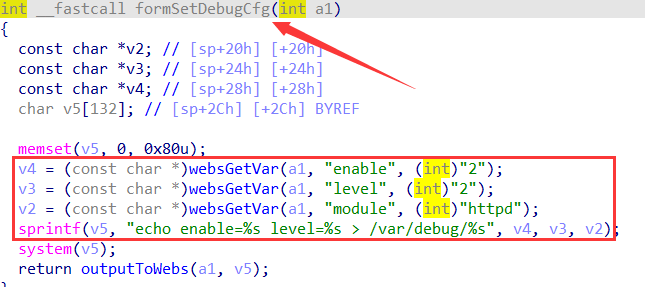 int __fastcall formSetDebugCfg(int a1)
{
const char *v2; // [sp+20h] [+20h]
const char *v3; // [sp+24h] [+24h]
const char *v4; // [sp+28h] [+28h]
char v5[132]; // [sp+2Ch] [+2Ch] BYREF
memset(v5, 0, 0x80u);
v4 = (const char *)websGetVar(a1, "enable", (int)"2");
v3 = (const char *)websGetVar(a1, "level", (int)"2");
v2 = (const char *)websGetVar(a1, "module", (int)"httpd");
sprintf(v5, "echo enable=%s level=%s > /var/debug/%s", v4, v3, v2);
system(v5);
return outputToWebs(a1, v5);
}